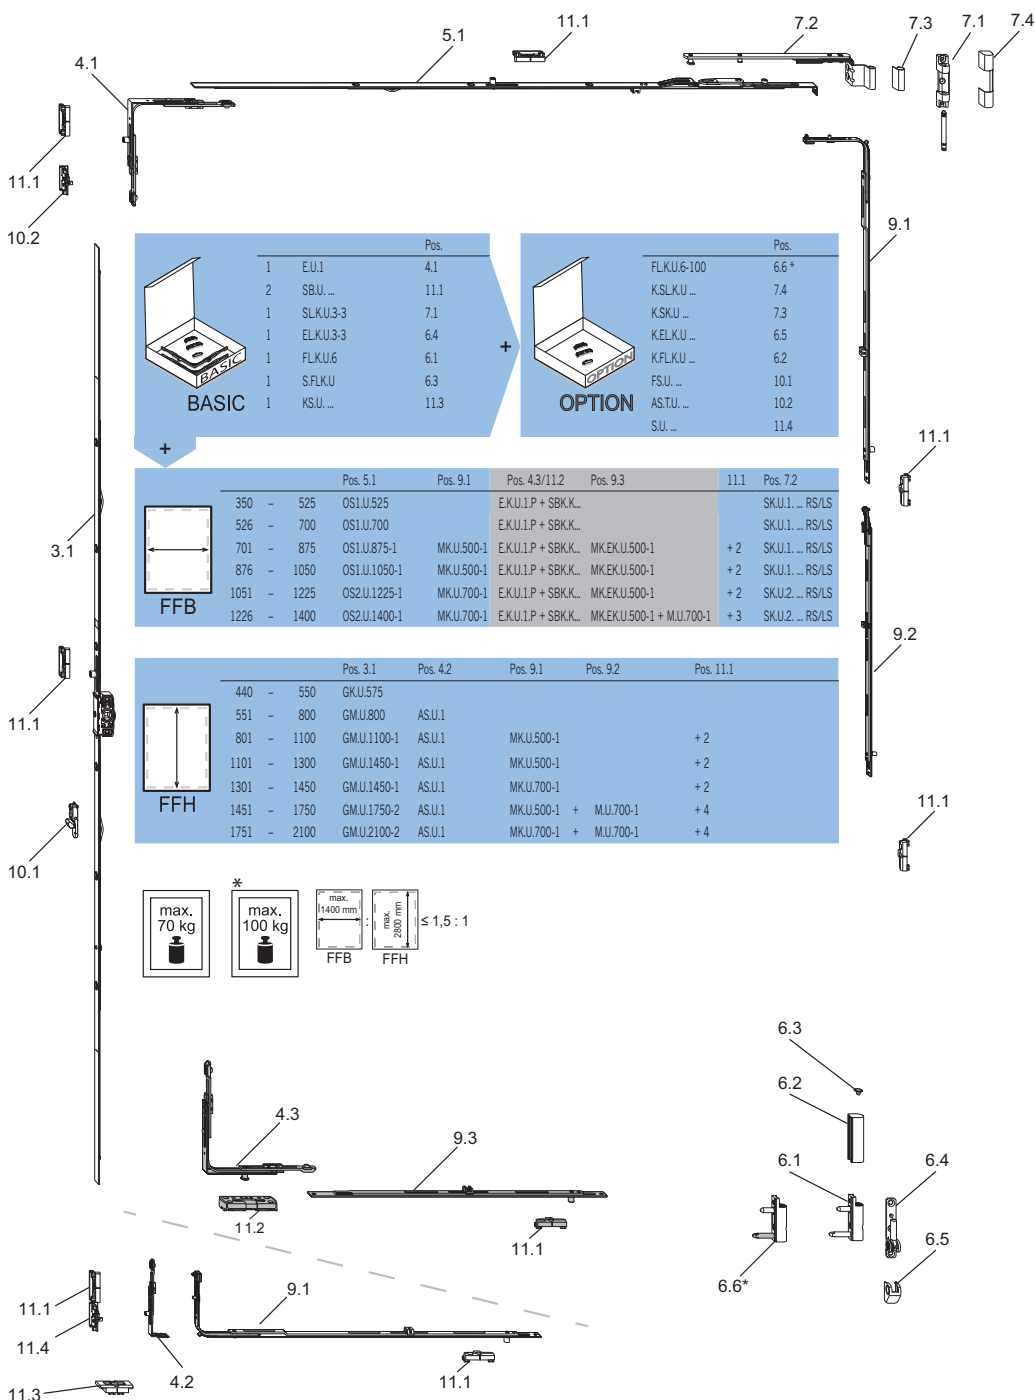 11.1
7.2
7.3
7.1
7.4
5.1
4.1
11.1
10.2
9.1
Pos.
1 E.U.1 4.1
2 SB.U. ... 11.1
1 SL.K.U.3-3 7.1
1 EL.K.U.3-3 6.4
1 FL.K.U.6 6.1
1 S.FLK.U 6.3
1 KS.U. ... 11.3
BASIC
BASIC
+
Pos.
FL.K.U.6-100 6.6 *
K.SL.K.U ... 7.4
K.SK.U ... 7.3
K.EL.K.U ... 6.5
K.FL.K.U ... 6.2
FS.U. ... 10.1
AS.T.U. ... 10.2
S.U. ... 11.4
OPTION
OPTION
+
11.1
Pos. 5.1 Pos. 9.1 Pos. 4.3/11.2 Pos. 9.3 11.1 Pos. 7.2
350 – 525 OS1.U.525 E.K.U.1.P + SBK.K... SK.U.1. ... RS/LS
526 – 700 OS1.U.700 E.K.U.1.P + SBK.K... SK.U.1. ... RS/LS
701 – 875 OS1.U.875-1 MK.U.500-1 E.K.U.1.P + SBK.K... MK.EK.U.500-1 + 2 SK.U.1. ... RS/LS
876 – 1050 OS1.U.1050-1 MK.U.500-1 E.K.U.1.P + SBK.K... MK.EK.U.500-1 + 2 SK.U.1. ... RS/LS
1051 – 1225 OS2.U.1225-1 MK.U.700-1 E.K.U.1.P + SBK.K... MK.EK.U.500-1 + 2 SK.U.2. ... RS/LS
1226 – 1400 OS2.U.1400-1 MK.U.700-1 E.K.U.1.P + SBK.K... MK.EK.U.500-1 + M.U.700-1 + 3 SK.U.2. ... RS/LS
FFB
3.1
9.2
11.1
Pos. 3.1 Pos. 4.2 Pos. 9.1 Pos. 9.2 Pos. 11.1
440 – 550 GK.U.575
551 – 800 GM.U.800 AS.U.1
801 – 1100 GM.U.1100-1 AS.U.1 MK.U.500-1 + 2
1101 – 1300 GM.U.1450-1 AS.U.1 MK.U.500-1 + 2
1301 – 1450 GM.U.1450-1 AS.U.1 MK.U.700-1 + 2
1451 – 1750 GM.U.1750-2 AS.U.1 MK.U.500-1 + M.U.700-1 + 4
1751 – 2100 GM.U.2100-2 AS.U.1 MK.U.700-1 + M.U.700-1 + 4
FFH
11.1
10.1
max.
70 kg
*
max.
100 kg
max.
1400 mm
FFB
:
max.
2800 mm
FFH
≤ 1,5 : 1
6.3
6.2
6.1
6.4
6.5
6.6*
4.3
9.3
11.2
11.1
11.1
11.4
4.2
9.1
11.1
11.3